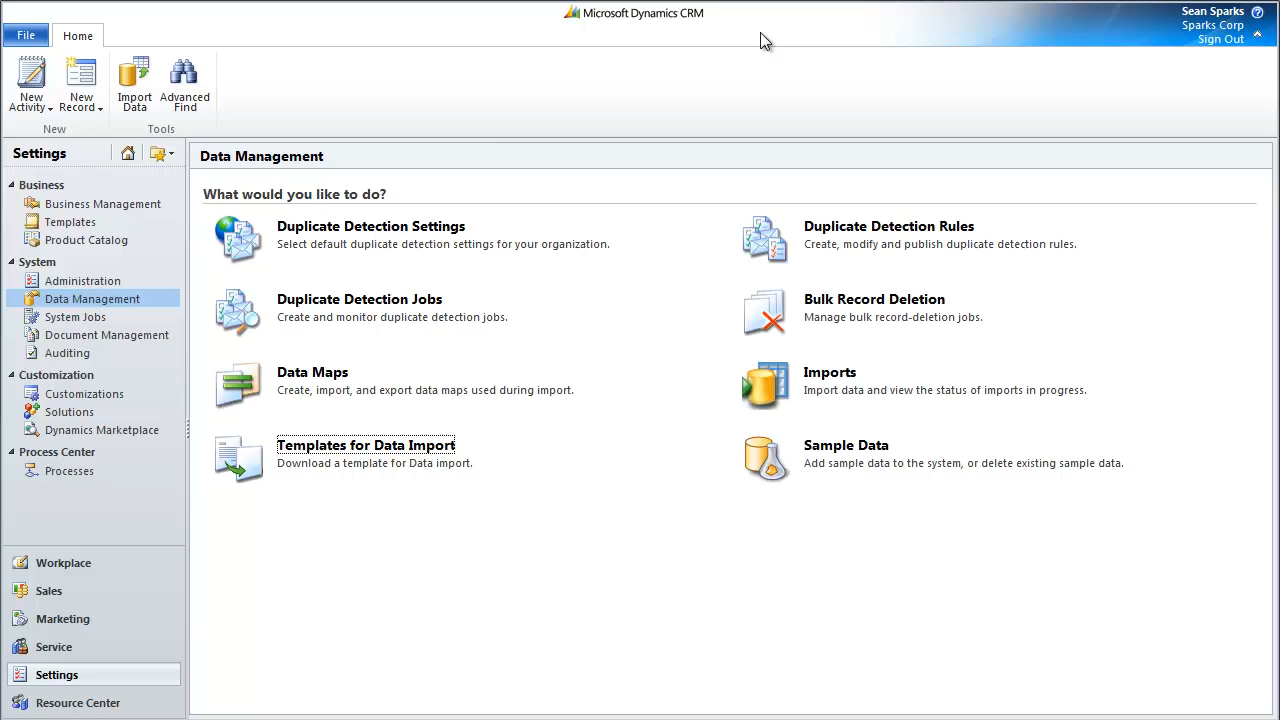 Microsoft Dynamics CRM
Sean Sparks
Sparks Corp
Sign Out
File
Home
New Activity
New Record
Import Data
Advanced Find
New
Tools
Settings
Business
Business Management
Templates
Product Catalog
System
Administration
Data Management
System Jobs
Document Management
Auditing
Customization
Customizations
Solutions
Dynamics Marketplace
Process Center
Processes
Workplace
Sales
Marketing
Service
Settings
Resource Center
Data Management
What would you like to do?
Duplicate Detection Settings
Select default duplicate detection settings for your organization.
Duplicate Detection Rules
Create, modify and publish duplicate detection rules.
Duplicate Detection Jobs
Create and monitor duplicate detection jobs.
Bulk Record Deletion
Manage bulk record-deletion jobs.
Data Maps
Create, import, and export data maps used during import.
Imports
Import data and view the status of imports in progress.
Templates for Data Import
Download a template for Data import.
Sample Data
Add sample data to the system, or delete existing sample data.